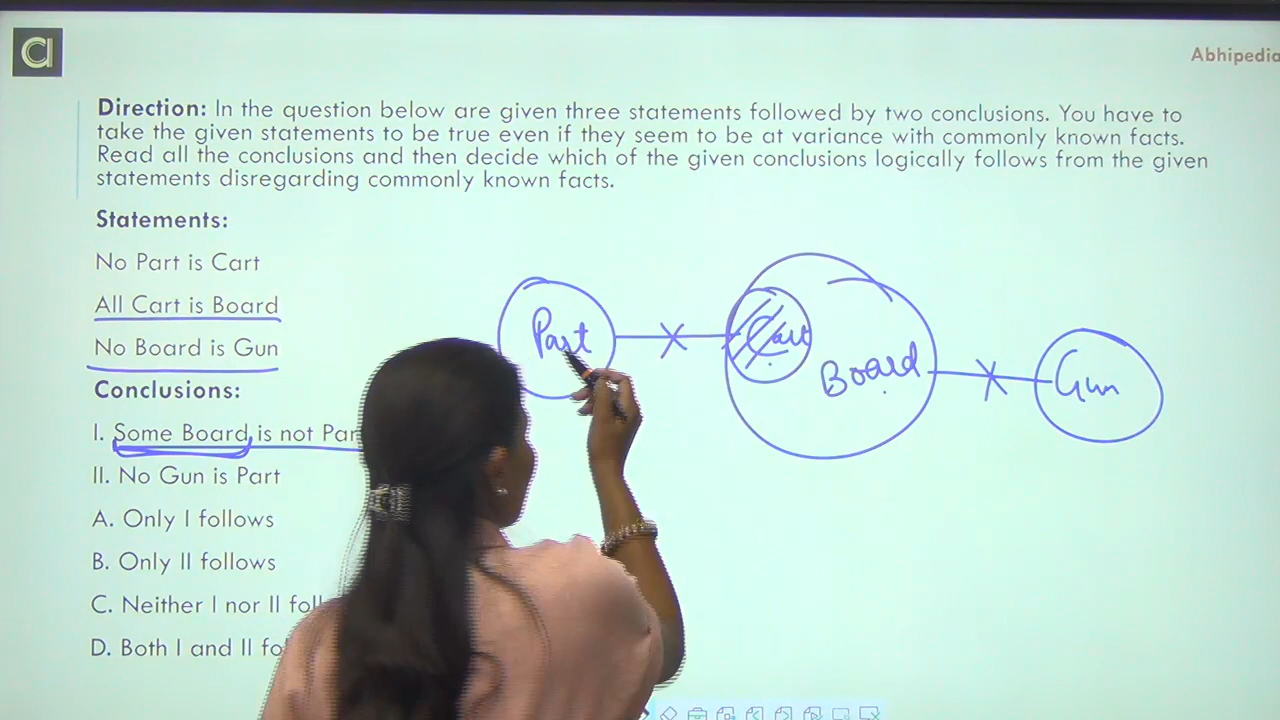 Abhipedia
Direction: In the question below are given three statements followed by two conclusions. You have to
take the given statements to be true even if they seem to be at variance with commonly known facts.
Read all the conclusions and then decide which of the given conclusions logically follows from the given
statements disregarding commonly known facts.
Statements:
No Part is Cart
All Cart is Board
No Board is Gun
Conclusions:
I. Some Board is not Par
II. No Gun is Part
A. Only I follows
B. Only II follows
C. Neither I nor II foll
D. Both I and II fo
Part
Cart
Board
Gun